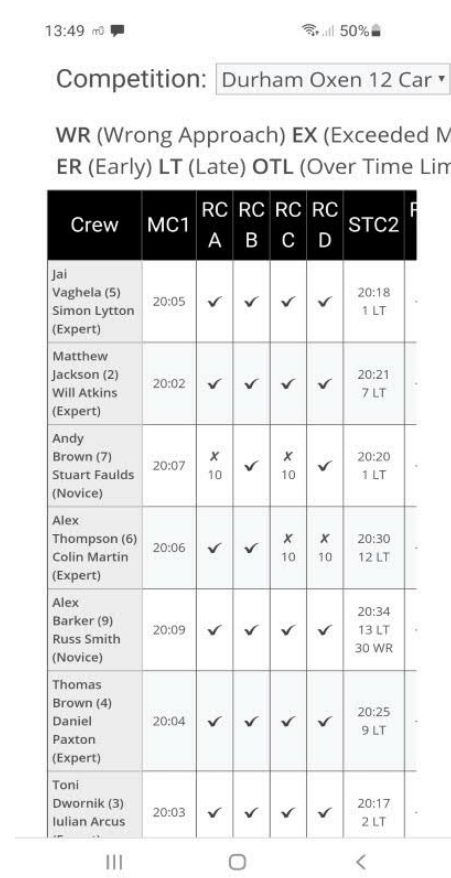 13:49
50%
Competition: Durham Oxen 12 Car
WR (Wrong Approach) EX (Exceeded M
ER (Early) LT (Late) OTL (Over Time Lim
Crew MC1 RC A RC B RC C RC D STC2
Jai
Vaghela (5)
Simon Lytton
(Expert)
20:05 ✓ ✓ ✓ ✓ 20:18
1 LT
Matthew
Jackson (2)
Will Atkins
(Expert)
20:02 ✓ ✓ ✓ ✓ 20:21
7 LT
Andy
Brown (7)
Stuart Faulds
(Novice)
20:07 ✗ 10 ✓ ✗ 10 ✓ 20:20
1 LT
Alex
Thompson (6)
Colin Martin
(Expert)
20:06 ✓ ✓ ✗ 10 ✗ 10 20:30
12 LT
Alex
Barker (9)
Russ Smith
(Novice)
20:09 ✓ ✓ ✓ ✓ 20:34
13 LT
30 WR
Thomas
Brown (4)
Daniel
Paxton
(Expert)
20:04 ✓ ✓ ✓ ✓ 20:25
9 LT
Toni
Dwornik (3)
Iulian Arcus
20:03 ✓ ✓ ✓ ✓ 20:17
2 LT